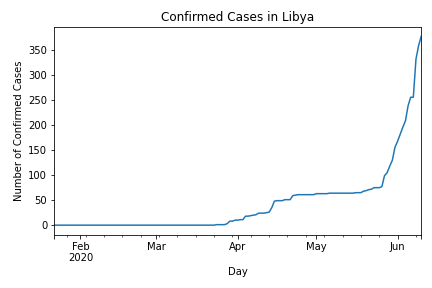 Confirmed Cases in Libya
Number of Confirmed Cases
350
300
250
200
150
100
50
0
Feb
2020
Mar
Apr
May
Jun
Day